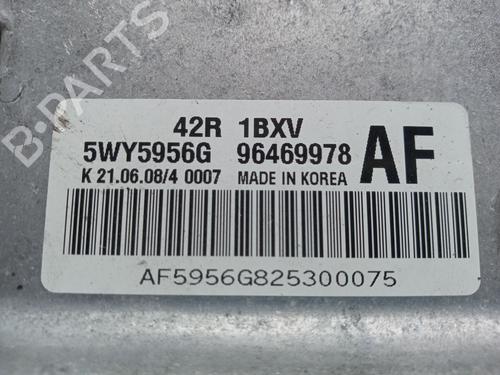 B-PARTS
42R 1BXV
5WY5956G 96469978 AF
K 21.06.08/4 0007 MADE IN KOREA
AF5956G825300075